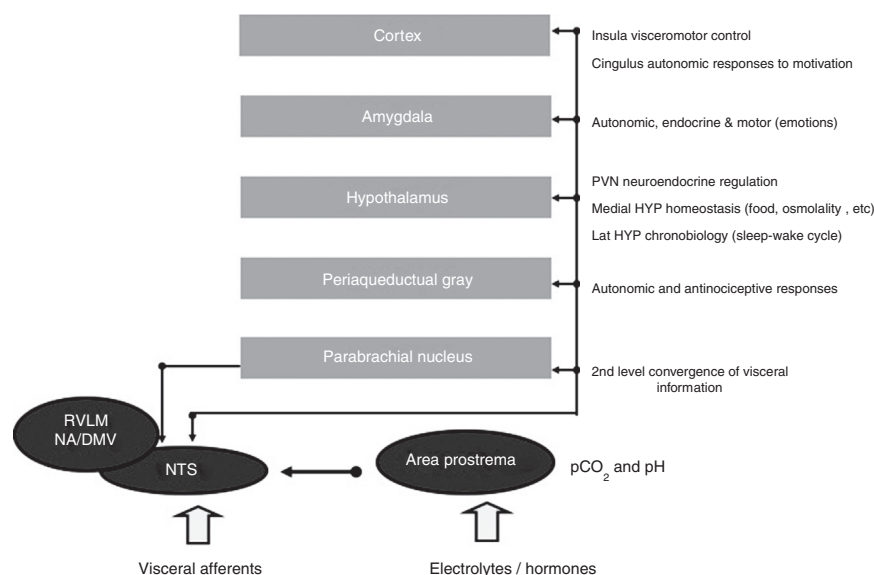 Cortex
Insula visceromotor control
Cingulus autonomic responses to motivation
Amygdala
Autonomic, endocrine & motor (emotions)
Hypothalamus
PVN neuroendocrine regulation
Medial HYP homeostasis (food, osmolality , etc)
Lat HYP chronobiology (sleep-wake cycle)
Periaqueductual gray
Autonomic and antinociceptive responses
Parabrachial nucleus
2nd level convergence of visceral
information
RVLM
NA/DMV
NTS
Area prostrema
pCO2 and pH
Visceral afferents
Electrolytes / hormones